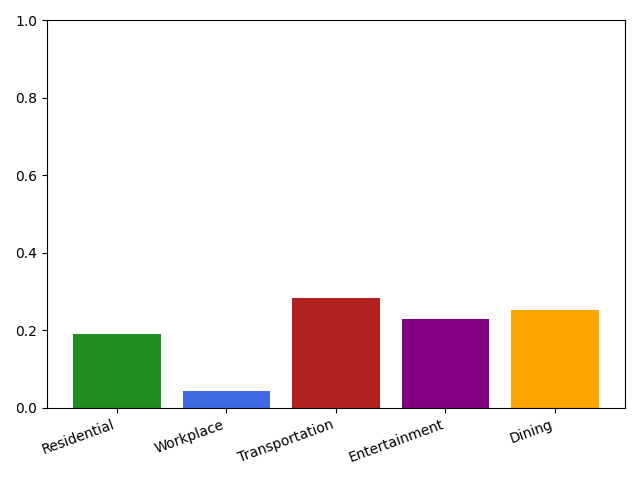 1.0
0.8
0.6
0.4
0.2
0.0
Residential
Workplace
Transportation
Entertainment
Dining